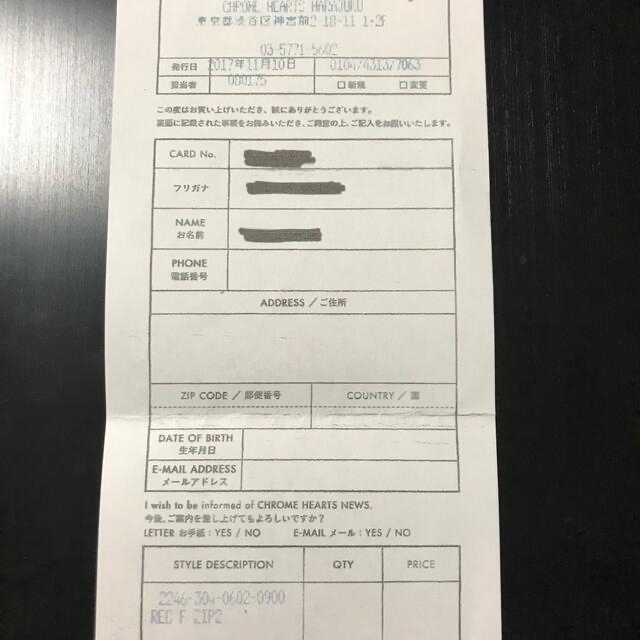 CHROME HEARTS HARAJUKU
東京都渋谷区神宮前2-18-11 1・2F
03-5771-5602
発行日 2017年11月10日 010474313/7063
担当者 080175 □新規 □変更
この度はお買い上げいただき、誠にありがとうございます。
裏面に記載された事項をお読みいただき、ご同意の上、ご記入をお願いいたします。
CARD No.
フリガナ
NAME
お名前
PHONE
電話番号
ADDRESS / ご住所
ZIP CODE / 郵便番号 COUNTRY / 国
DATE OF BIRTH
生年月日
E-MAIL ADDRESS
メールアドレス
I wish to be informed of CHROME HEARTS NEWS.
今後、ご案内を差し上げてもよろしいですか？
LETTER お手紙：YES / NO E-MAIL メール：YES / NO
STYLE DESCRIPTION QTY PRICE
2246-304-0602-0900
REC F ZIP2